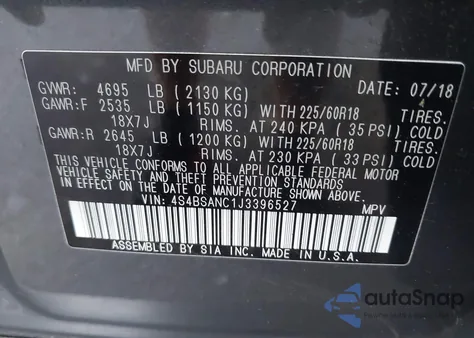 MFD BY SUBARU CORPORATION
GVWR: 4695 LB (2130 KG) DATE: 07/18
GAWR:F 2535 LB (1150 KG) WITH 225/60R18 TIRES.
18X7J RIMS. AT 240 KPA (35 PSI) COLD
GAWR:R 2645 LB (1200 KG) WITH 225/60R18 TIRES.
18X7J RIMS. AT 230 KPA (33 PSI) COLD
THIS VEHICLE CONFORMS TO ALL APPLICABLE FEDERAL MOTOR
VEHICLE SAFETY, BUMPER, AND THEFT PREVENTION STANDARDS
IN EFFECT ON THE DATE OF MANUFACTURE SHOWN ABOVE.
VIN: 4S4BSANC1J3396527 MPV
ASSEMBLED BY SIA INC. MADE IN U.S.A.
autoSnap